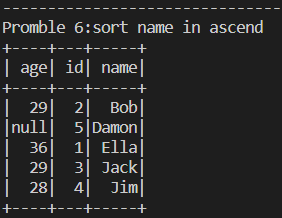 --------------------------------
Promble 6:sort name in ascend
+----+---+-----+
| age| id| name|
+----+---+-----+
|  29|  2|  Bob|
|null|  5|Damon|
|  36|  1| Ella|
|  29|  3| Jack|
|  28|  4|  Jim|
+----+---+-----+